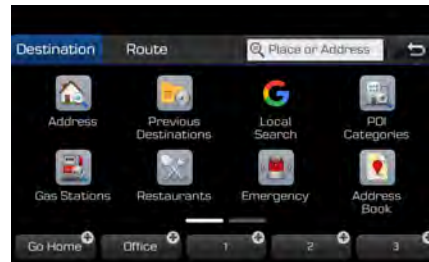 Destination
Route
Place or Address
Address
Previous
Destinations
Local
Search
POI
Categories
Gas Stations
Restaurants
Emergency
Address
Book
Go Home
Office
1
2
3